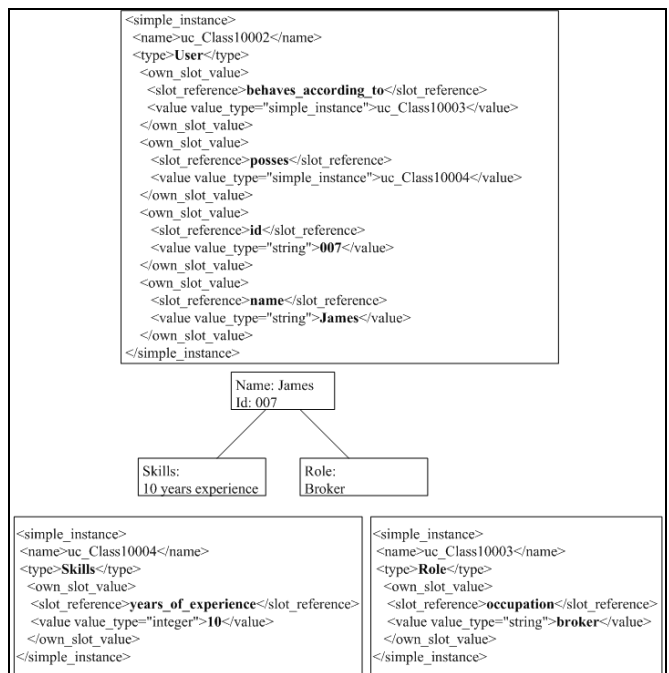 <simple_instance>
<name>uc_Class10002</name>
<type>User</type>
<own_slot_value>
<slot_reference>behaves_according_to</slot_reference>
<value value_type="simple_instance">uc_Class10003</value>
</own_slot_value>
<own_slot_value>
<slot_reference>posses</slot_reference>
<value value_type="simple_instance">uc_Class10004</value>
</own_slot_value>
<own_slot_value>
<slot_reference>id</slot_reference>
<value value_type="string">007</value>
</own_slot_value>
<own_slot_value>
<slot_reference>name</slot_reference>
<value value_type="string">James</value>
</own_slot_value>
</simple_instance>
Name: James
Id: 007
Skills:
10 years experience
Role:
Broker
<simple_instance>
<name>uc_Class10004</name>
<type>Skills</type>
<own_slot_value>
<slot_reference>years_of_experience</slot_reference>
<value value_type="integer">10</value>
</own_slot_value>
</simple_instance>
<simple_instance>
<name>uc_Class10003</name>
<type>Role</type>
<own_slot_value>
<slot_reference>occupation</slot_reference>
<value value_type="string">broker</value>
</own_slot_value>
</simple_instance>